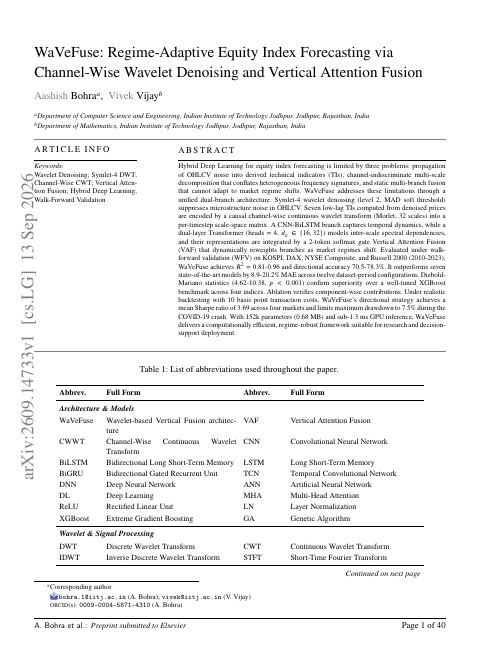 WaVeFuse: Regime-Adaptive Equity Index Forecasting via
Channel-Wise Wavelet Denoising and Vertical Attention Fusion
Aashish Bohraᵃ, Vivek Vijayᵇ
ᵃDepartment of Computer Science and Engineering, Indian Institute of Technology Jodhpur, Jodhpur, Rajasthan, India
ᵇDepartment of Mathematics, Indian Institute of Technology Jodhpur, Jodhpur, Rajasthan, India
ARTICLE INFO
Keywords:
Wavelet Denoising; Symlet-4 DWT;
Channel-Wise CWT; Vertical Atten-
tion Fusion; Hybrid Deep Learning,
Walk-Forward Validation
ABSTRACT
Hybrid Deep Learning for equity index forecasting is limited by three problems: propagation
of OHLCV noise into derived technical indicators (TIs), channel-indiscriminate multi-scale
decomposition that conflates heterogeneous frequency signatures, and static multi-branch fusion
that cannot adapt to market regime shifts. WaVeFuse addresses these limitations through a
unified dual-branch architecture. Symlet-4 wavelet denoising (level 2, MAD soft threshold)
suppresses microstructure noise in OHLCV. Seven low-lag TIs computed from denoised prices
are encoded by a causal channel-wise continuous wavelet transform (Morlet, 32 scales) into a
per-timestep scale-space matrix. A CNN-BiLSTM branch captures temporal dynamics, while a
dual-layer Transformer (heads = 4, dₖ ∈ {16, 32}) models inter-scale spectral dependencies,
and their representations are integrated by a 2-token softmax gate Vertical Attention Fusion
(VAF) that dynamically reweights branches as market regimes shift. Evaluated under walk-
forward validation (WFV) on KOSPI, DAX, NYSE Composite, and Russell 2000 (2010-2023),
WaVeFuse achieves R² = 0.81-0.96 and directional accuracy 70.5-78.3%. It outperforms seven
state-of-the-art models by 8.9-20.2% MAE across twelve dataset-period configurations. Diebold-
Mariano statistics (4.62-10.38, p < 0.001) confirm superiority over a well-tuned XGBoost
benchmark across four indices. Ablation verifies component-wise contributions. Under realistic
backtesting with 10 basis point transaction costs, WaVeFuse's directional strategy achieves a
mean Sharpe ratio of 3.69 across four markets and limits maximum drawdown to 7.5% during the
COVID-19 crash. With 152k parameters (0.68 MB) and sub-1.3 ms GPU inference, WaVeFuse
delivers a computationally efficient, regime-robust framework suitable for research and decision-
support deployment.
arXiv:2609.14733v1 [cs.LG] 13 Sep 2026
Table 1: List of abbreviations used throughout the paper.
Abbrev. Full Form Abbrev. Full Form
Architecture & Models
WaVeFuse Wavelet-based Vertical Fusion architec- VAF Vertical Attention Fusion
ture
CWWT Channel-Wise Continuous Wavelet CNN Convolutional Neural Network
Transform
BiLSTM Bidirectional Long Short-Term Memory LSTM Long Short-Term Memory
BiGRU Bidirectional Gated Recurrent Unit TCN Temporal Convolutional Network
DNN Deep Neural Network ANN Artificial Neural Network
DL Deep Learning MHA Multi-Head Attention
ReLU Rectified Linear Unit LN Layer Normalization
XGBoost Extreme Gradient Boosting GA Genetic Algorithm
Wavelet & Signal Processing
DWT Discrete Wavelet Transform CWT Continuous Wavelet Transform
IDWT Inverse Discrete Wavelet Transform STFT Short-Time Fourier Transform
Continued on next page
*Corresponding author
bohra.1@iitj.ac.in (A. Bohra); vivek@iitj.ac.in (V. Vijay)
ORCID(s): 0009-0004-5871-4310 (A. Bohra)
A. Bohra et al.: Preprint submitted to Elsevier Page 1 of 40